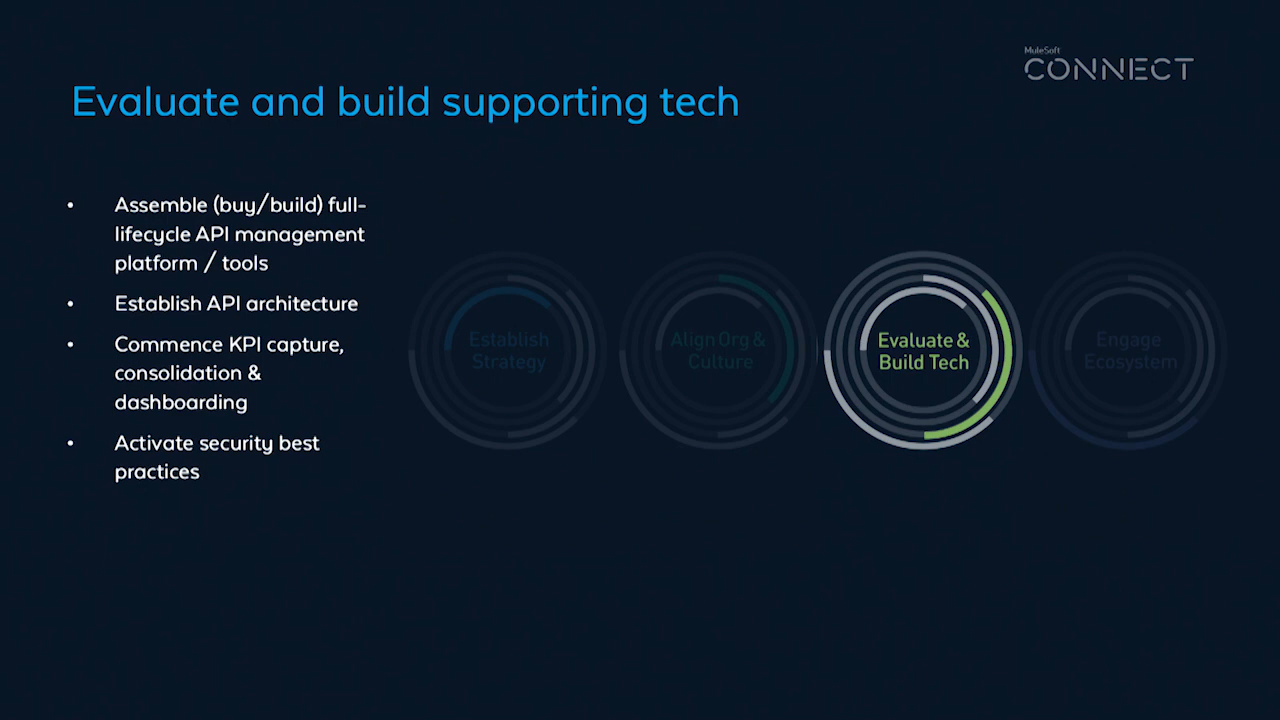 MuleSoft
CONNECT
Evaluate and build supporting tech
• Assemble (buy/build) full-
lifecycle API management
platform / tools
• Establish API architecture
• Commence KPI capture,
consolidation &
dashboarding
• Activate security best
practices
Establish
Strategy
Align Org &
Culture
Evaluate &
Build Tech
Engage
Ecosystem